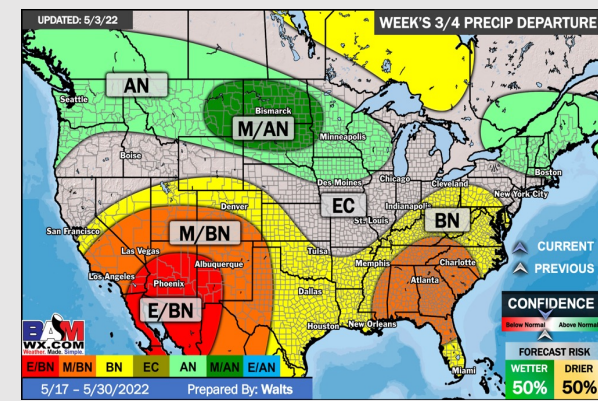 UPDATED: 5/3/22
WEEK'S 3/4 PRECIP DEPARTURE
AN
Seattle
Bismarck
M/AN
Minneapolis
Boise
Boston
Des Moines
Chicago
Cleveland
New York City
EC
Indianapolis
Denver
St. Louis
BN
San Francisco
M/BN
Las Vegas
Albuquerque
Tulsa
Memphis
Charlotte
Los Angeles
Phoenix
Atlanta
Dallas
E/BN
Houston
New Orleans
Miami
CURRENT
PREVIOUS
CONFIDENCE
Below Normal Above Normal
FORECAST RISK
WETTER DRIER
50% 50%
BAM
WX.COM
Weather. Made. Simple.
E/BN M/BN BN EC AN M/AN E/AN
5/17 - 5/30/2022 Prepared By: Walts